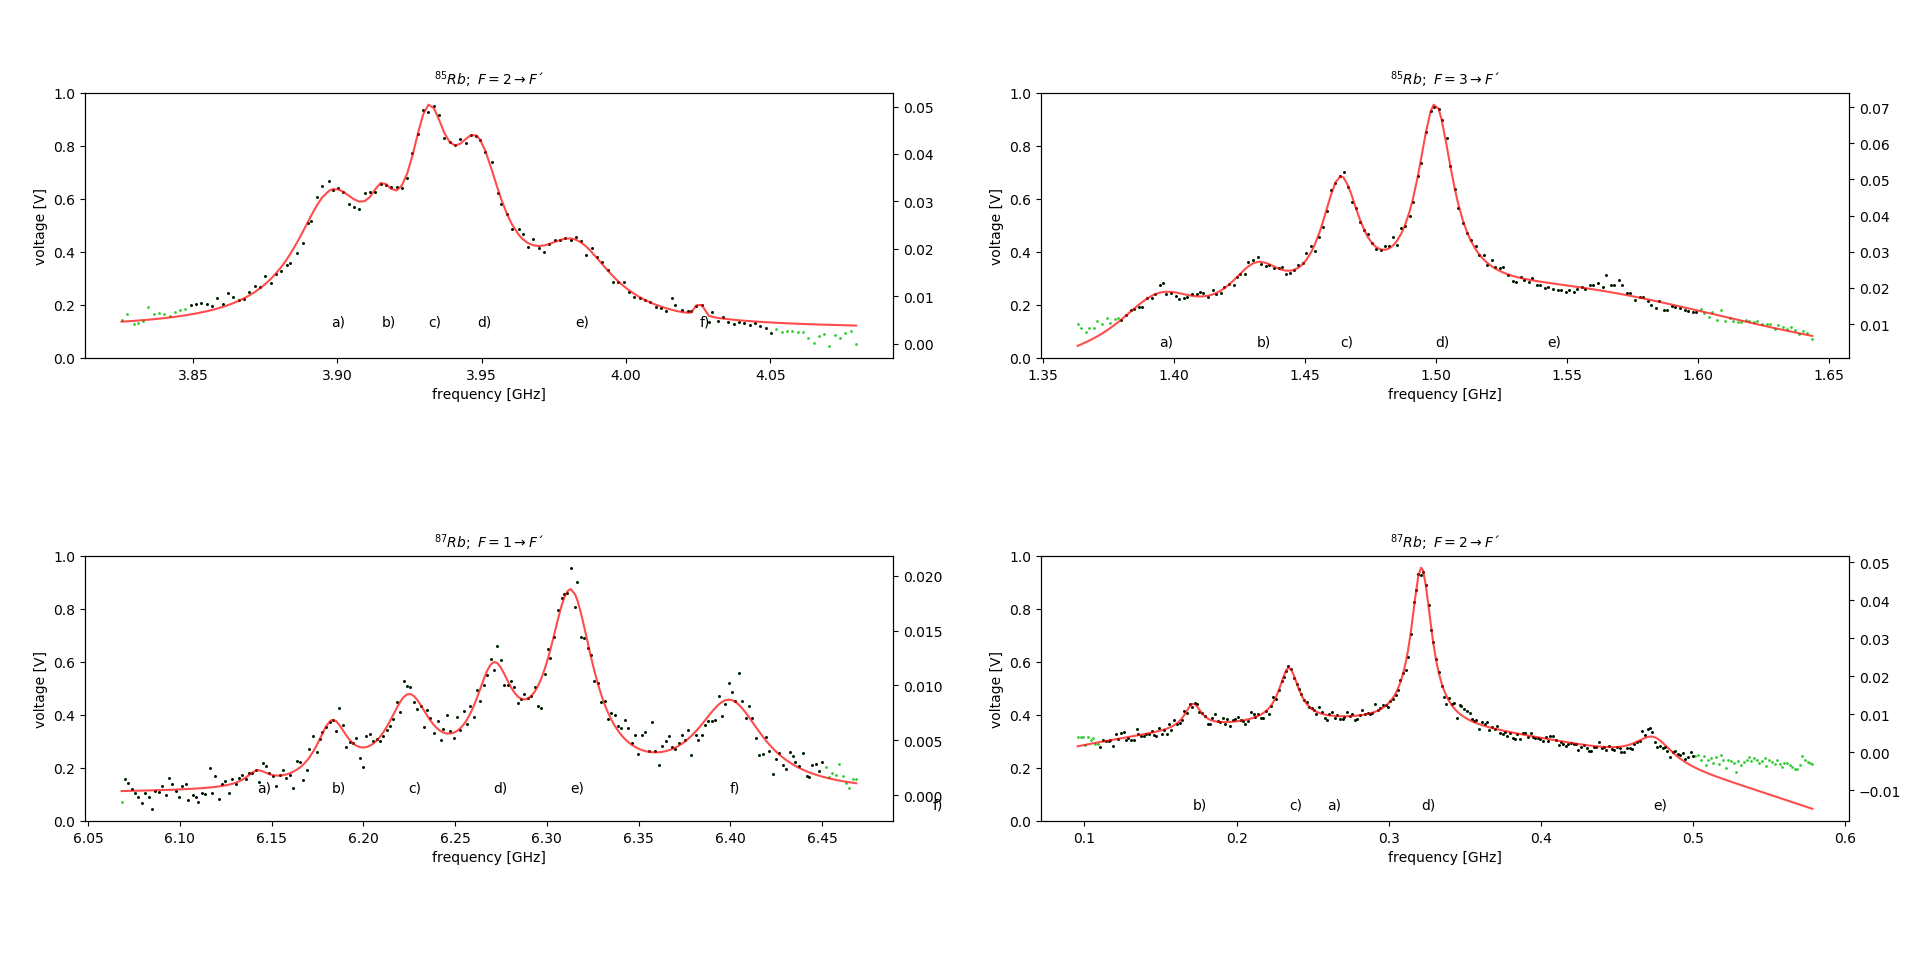 ⁸⁵Rb; F = 2 → F´
voltage [V]
1.0
0.8
0.6
0.4
0.2
0.0
0.05
0.04
0.03
0.02
0.01
0.00
a) b) c) d) e) f)
3.85 3.90 3.95 4.00 4.05
frequency [GHz]
⁸⁵Rb; F = 3 → F´
voltage [V]
1.0
0.8
0.6
0.4
0.2
0.0
0.07
0.06
0.05
0.04
0.03
0.02
0.01
a) b) c) d) e)
1.35 1.40 1.45 1.50 1.55 1.60 1.65
frequency [GHz]
⁸⁷Rb; F = 1 → F´
voltage [V]
1.0
0.8
0.6
0.4
0.2
0.0
0.020
0.015
0.010
0.005
0.000
a) b) c) d) e) f)
6.05 6.10 6.15 6.20 6.25 6.30 6.35 6.40 6.45
frequency [GHz]
⁸⁷Rb; F = 2 → F´
voltage [V]
1.0
0.8
0.6
0.4
0.2
0.0
0.05
0.04
0.03
0.02
0.01
0.00
−0.01
f) b) c) a) d) e)
0.1 0.2 0.3 0.4 0.5 0.6
frequency [GHz]